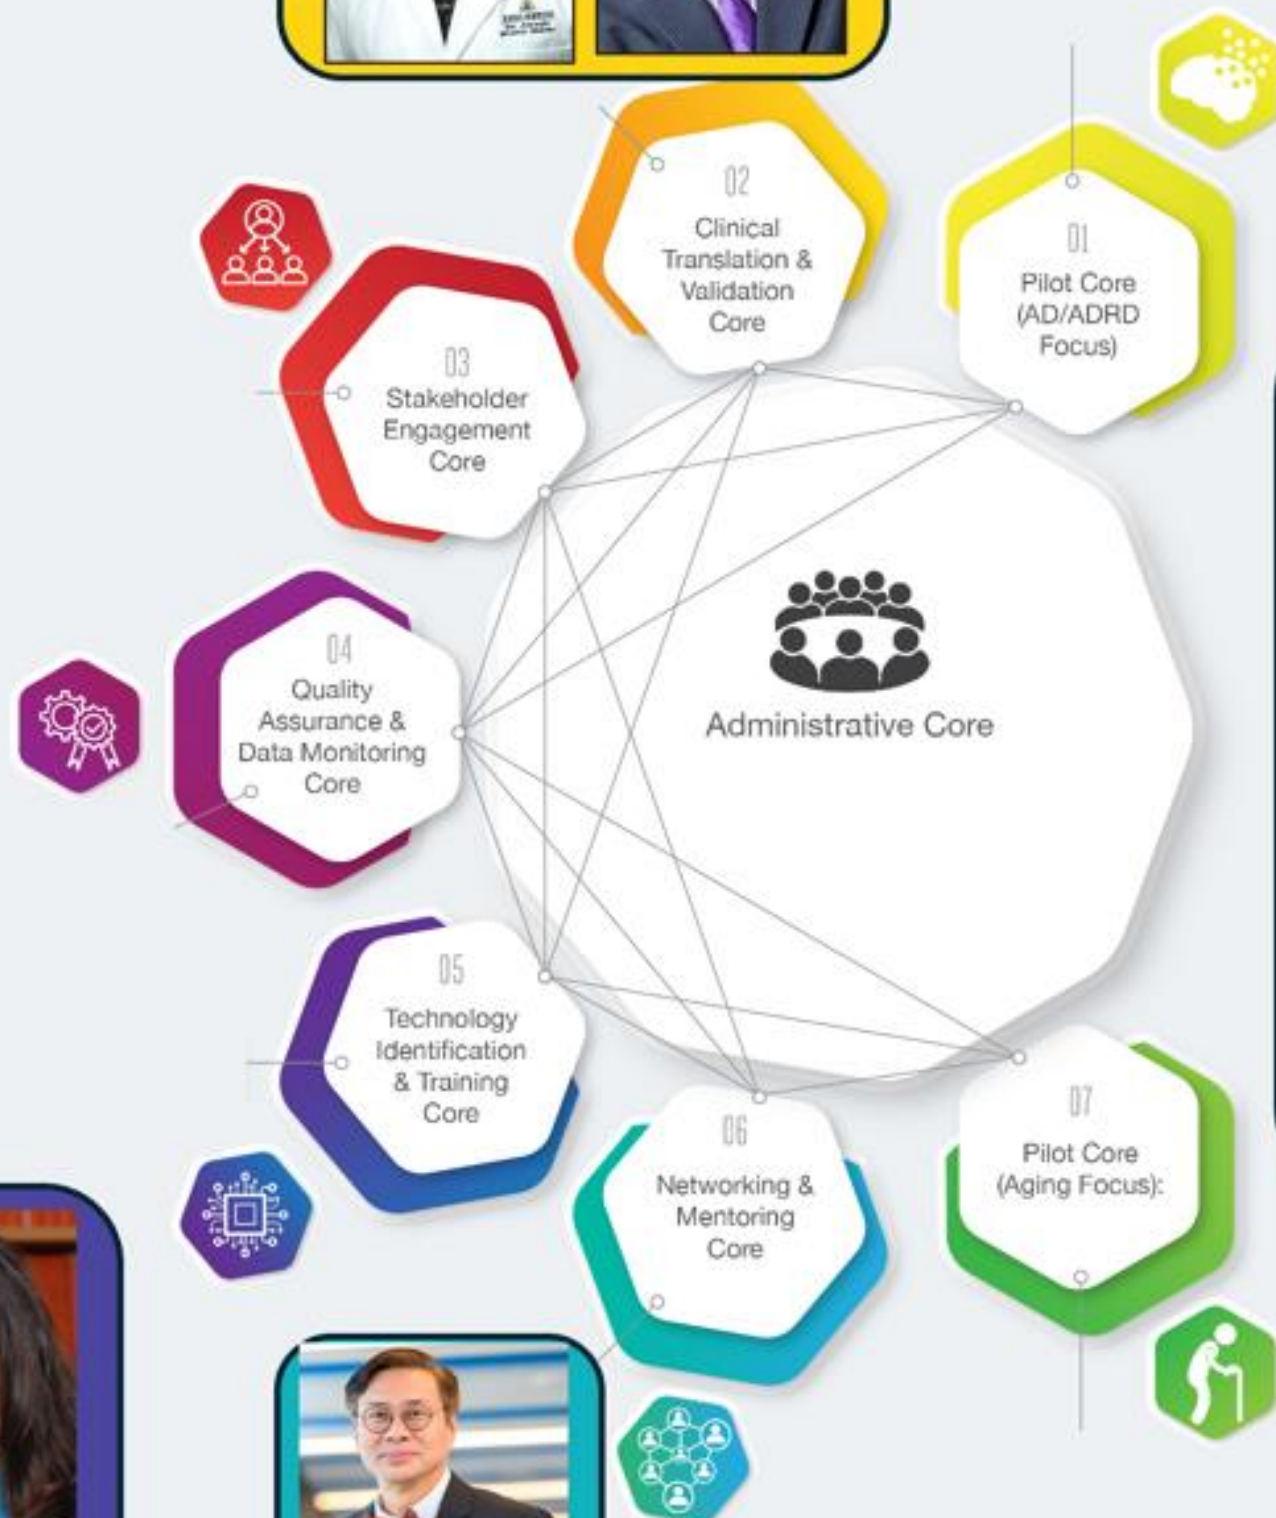 02
Clinical
Translation &
Validation
Core
01
Pilot Core
(AD/ADRD
Focus)
03
Stakeholder
Engagement
Core
04
Quality
Assurance &
Data Monitoring
Core
Administrative Core
05
Technology
Identification
& Training
Core
06
Networking &
Mentoring
Core
07
Pilot Core
(Aging Focus):